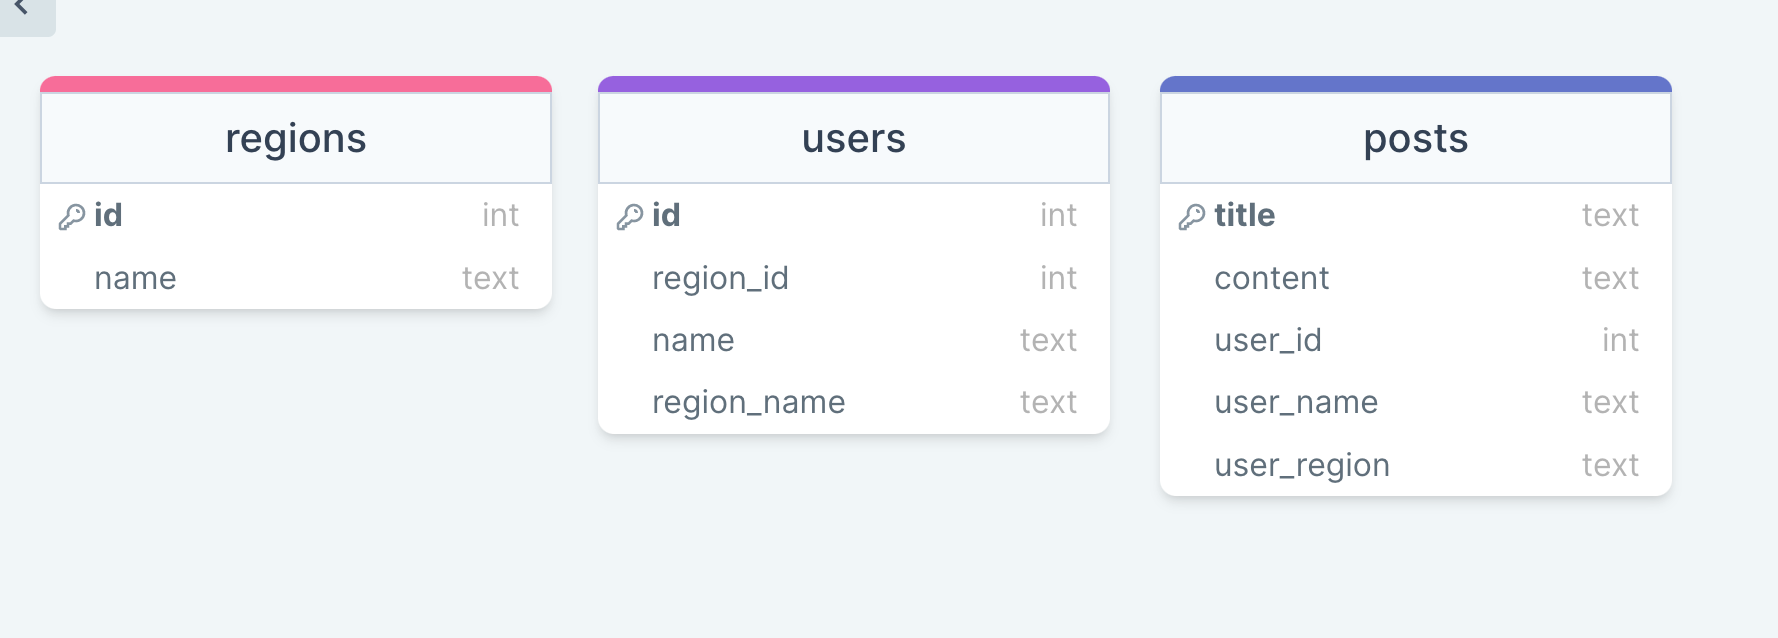 regions
id int
name text
users
id int
region_id int
name text
region_name text
posts
title text
content text
user_id int
user_name text
user_region text